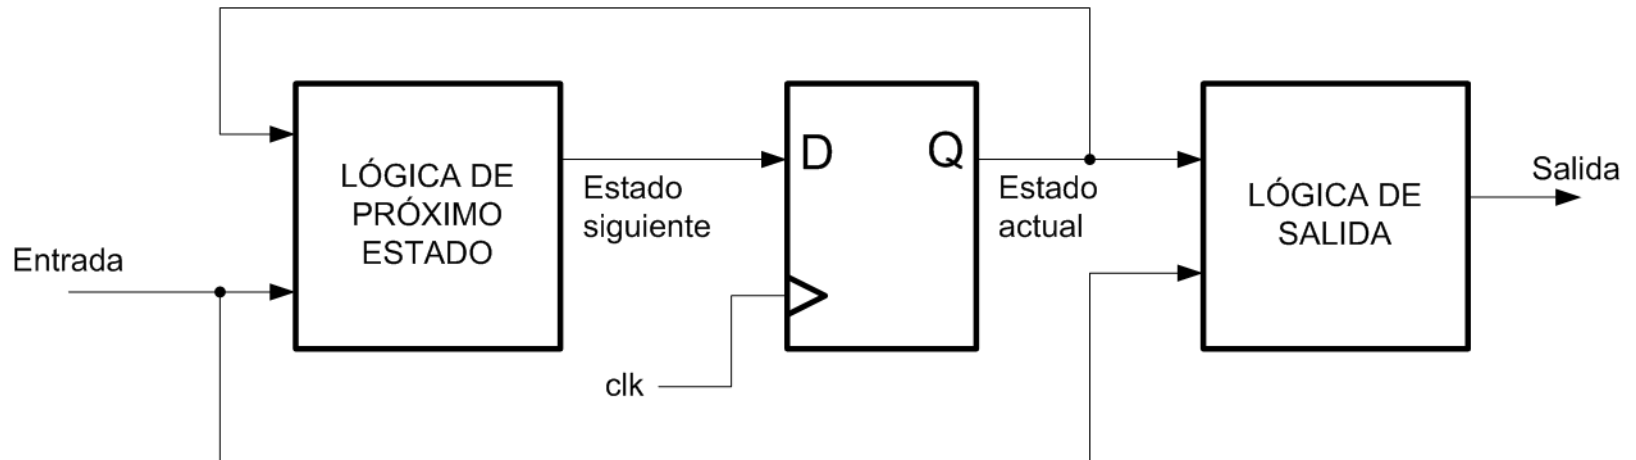 LÓGICA DE
PRÓXIMO
ESTADO
Entrada
Estado
siguiente
D
Q
clk
Estado
actual
LÓGICA DE
SALIDA
Salida